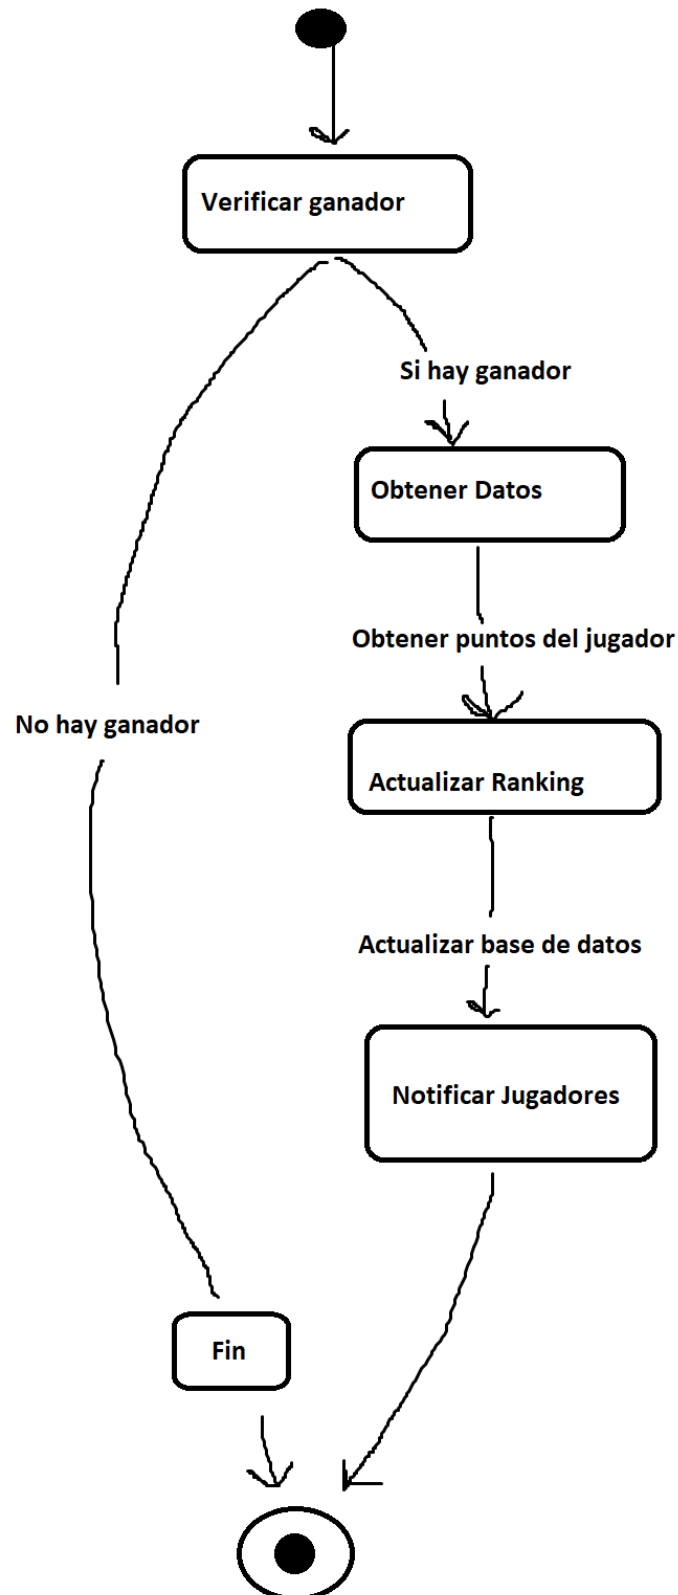 Verificar ganador
Si hay ganador
Obtener Datos
Obtener puntos del jugador
No hay ganador
Actualizar Ranking
Actualizar base de datos
Notificar Jugadores
Fin